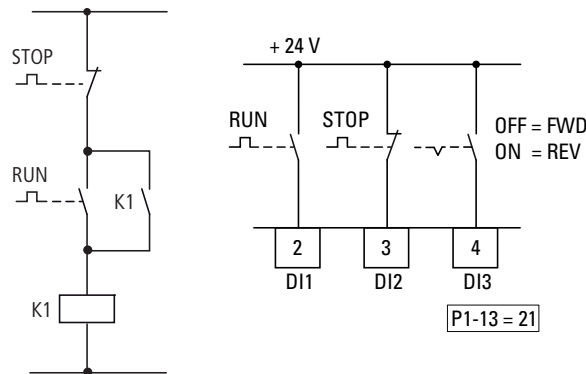 STOP
RUN
K1
K1
+ 24 V
RUN
STOP
OFF = FWD
ON = REV
2
3
4
DI1
DI2
DI3
P1-13 = 21